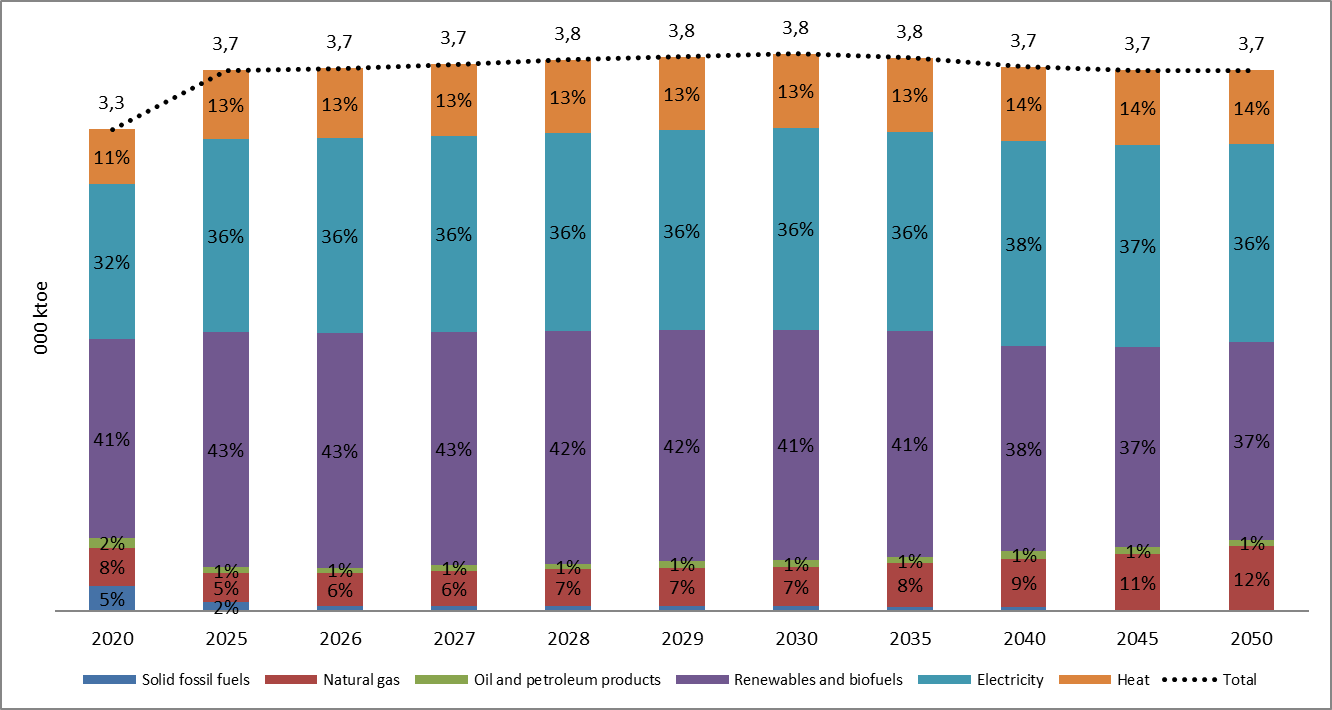 3,3 3,7 3,7 3,7 3,8 3,8 3,8 3,8 3,7 3,7 3,7
11% 13% 13% 13% 13% 13% 13% 13% 14% 14% 14%
32% 36% 36% 36% 36% 36% 36% 36% 38% 37% 36%
41% 43% 43% 43% 42% 42% 41% 41% 38% 37% 37%
2% 1% 1% 1% 1% 1% 1% 1% 1% 1% 1%
8% 5% 6% 6% 7% 7% 7% 8% 9% 11% 12%
5% 2%
000 ktoe
2020 2025 2026 2027 2028 2029 2030 2035 2040 2045 2050
Solid fossil fuels Natural gas Oil and petroleum products Renewables and biofuels Electricity Heat Total